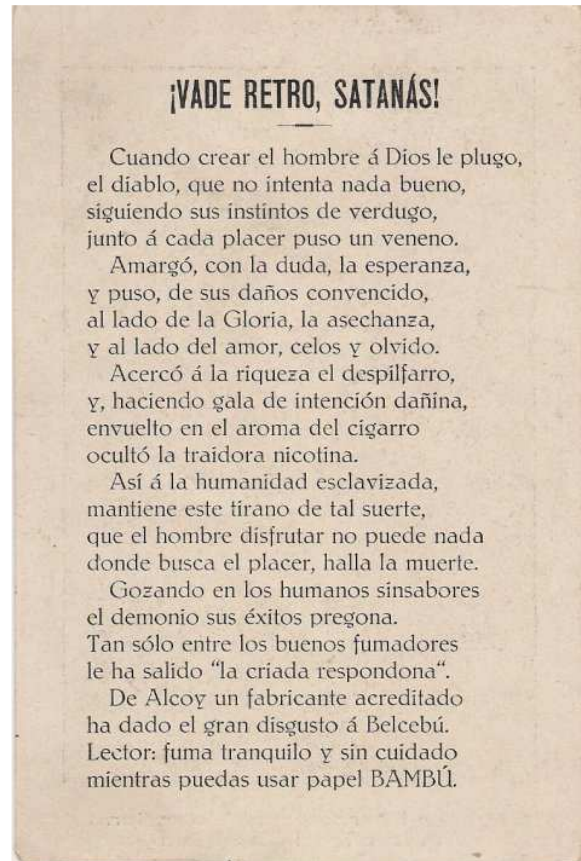 ¡VADE RETRO, SATANÁS!
Cuando crear el hombre á Dios le plugo,
el diablo, que no intenta nada bueno,
siguiendo sus instintos de verdugo,
junto á cada placer puso un veneno.
Amargó, con la duda, la esperanza,
y puso, de sus daños convencido,
al lado de la Gloria, la asechanza,
y al lado del amor, celos y olvido.
Acercó á la riqueza el despilfarro,
y, haciendo gala de intención dañina,
envuelto en el aroma del cigarro
ocultó la traidora nicotina.
Así á la humanidad esclavizada,
mantiene este tirano de tal suerte,
que el hombre disfrutar no puede nada
donde busca el placer, halla la muerte.
Gozando en los humanos sinsabores
el demonio sus éxitos pregona.
Tan sólo entre los buenos fumadores
le ha salido “la criada respondona“.
De Alcoy un fabricante acreditado
ha dado el gran disgusto á Belcebú.
Lector: fuma tranquilo y sin cuidado
mientras puedas usar papel BAMBÚ.